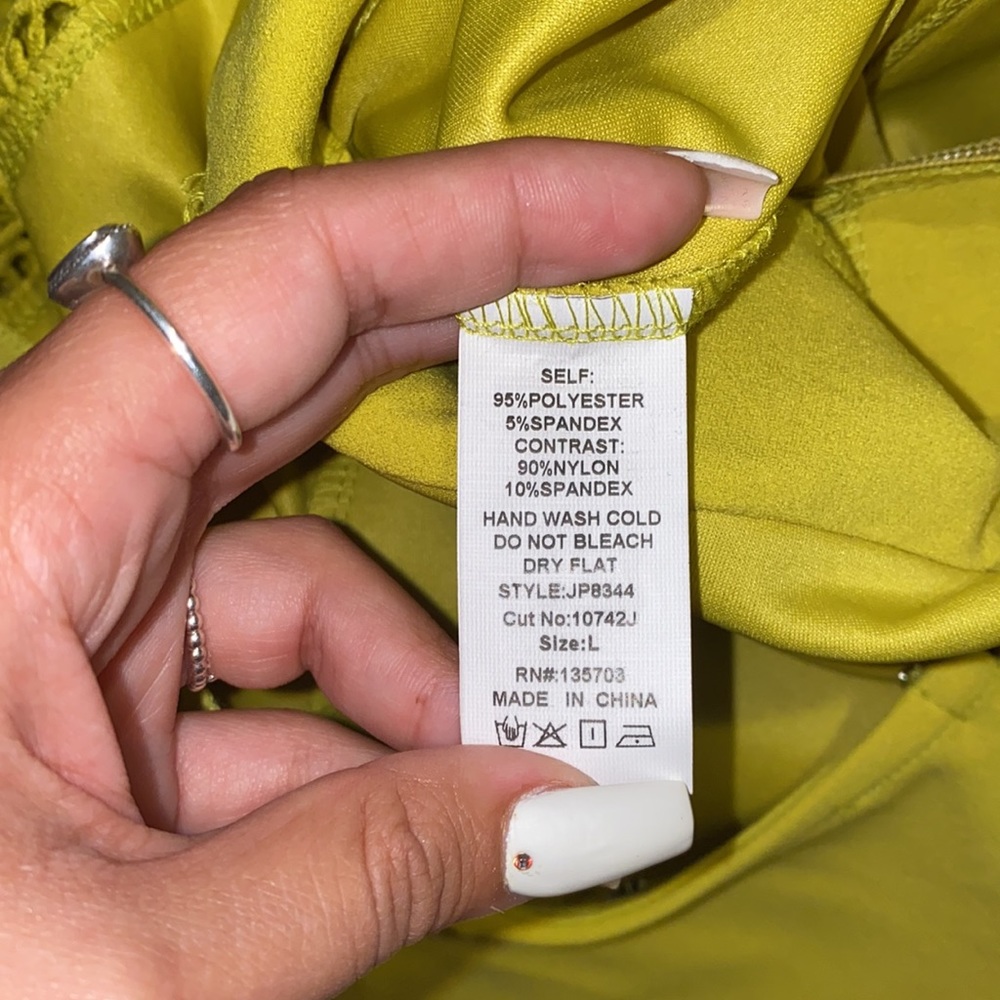 SELF:
95%POLYESTER
5%SPANDEX
CONTRAST:
90%NYLON
10%SPANDEX
HAND WASH COLD
DO NOT BLEACH
DRY FLAT
STYLE:JP8344
Cut No:10742J
Size:L
RN#:135703
MADE IN CHINA